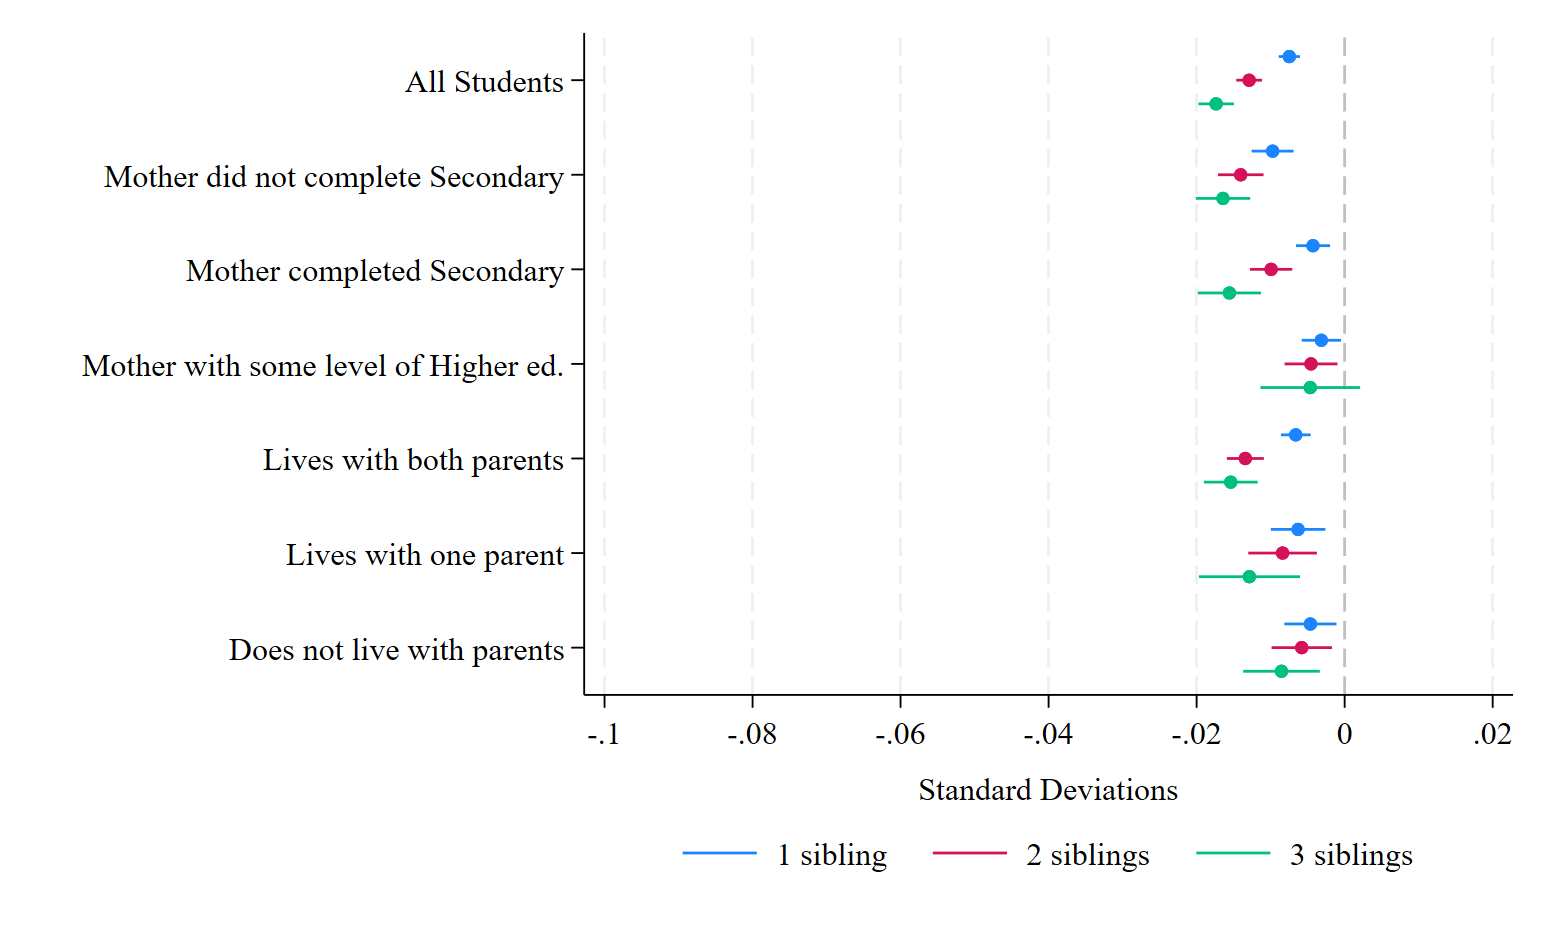 All Students
Mother did not complete Secondary
Mother completed Secondary
Mother with some level of Higher ed.
Lives with both parents
Lives with one parent
Does not live with parents
-.1 -.08 -.06 -.04 -.02 0 .02
Standard Deviations
1 sibling 2 siblings 3 siblings